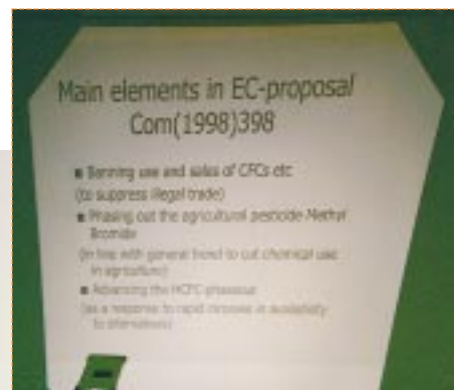 Main elements in EC-proposal
Com(1998)398
■ Banning use and sales of CFCs etc
(to suppress illegal trade)
■ Phasing out the agricultural pesticide Methyl
Bromide
(in line with general trend to cut chemical use
in agriculture)
■ Advancing the HCFC phaseout
(as a response to rapid increase in availability
to alternatives)